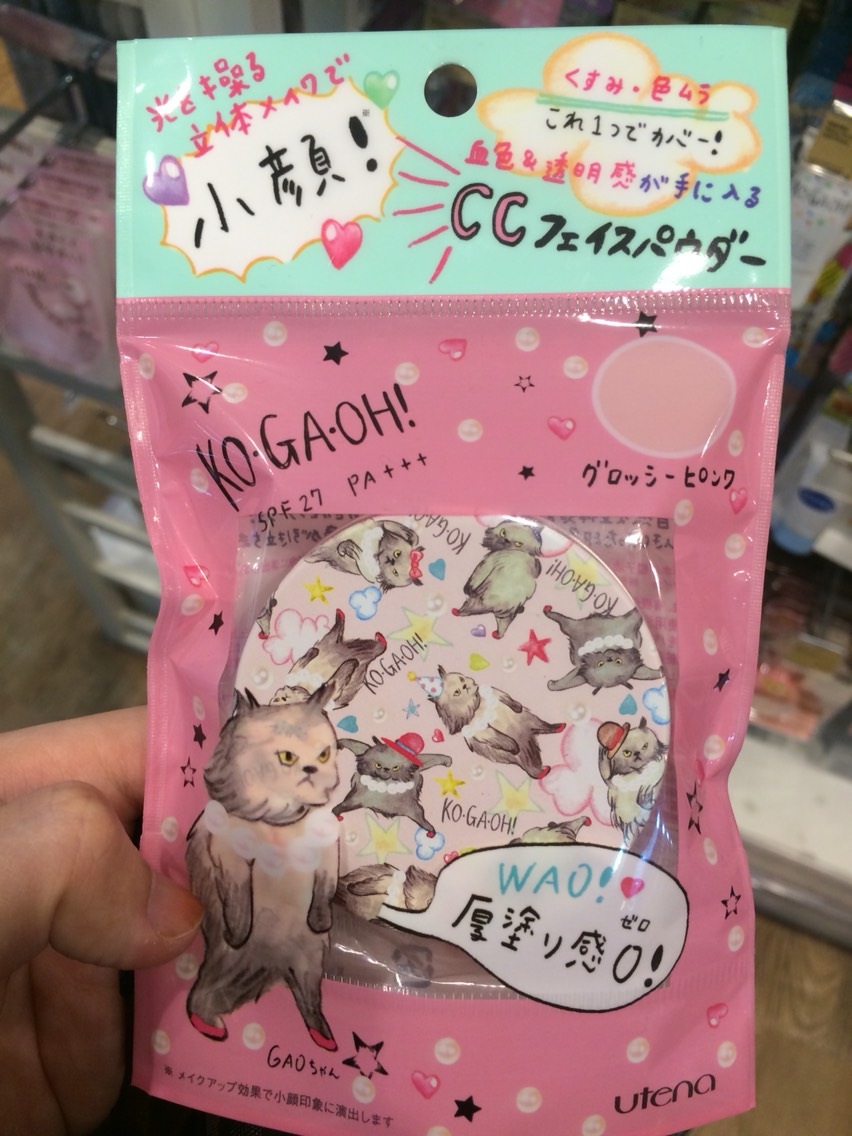 光を操る
立体メイクで
小顔!※
くすみ・色ムラ
これ1つでカバー!
血色&透明感が手に入る
CCフェイスパウダー
KO・GA・OH!
SPF27 PA+++
グロッシーピンク
KO・GA・OH!
KO・GA・OH!
KO・GA・OH!
WAO!
厚塗り感0!
ゼロ
GAOちゃん
※ メイクアップ効果で小顔印象に演出します
utena